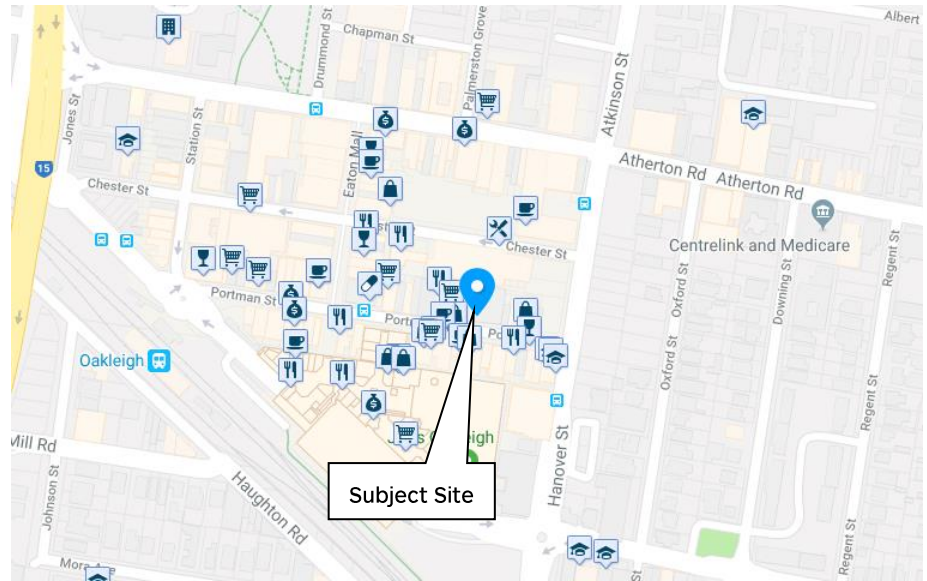 Albert
Chapman St
Drummond St
Palmerston Grove
Atkinson St
Jones St
Station St
Eaton Mall
15
Atherton Rd
Atherton Rd
Chester St
Chester St
Centrelink and Medicare
Regent St
Oxford St
Downing St
Portman St
Oakleigh
Oxford St
Regent St
Mill Rd
Hanover St
Subject Site
Johnson St
Haughton Rd
Regent St